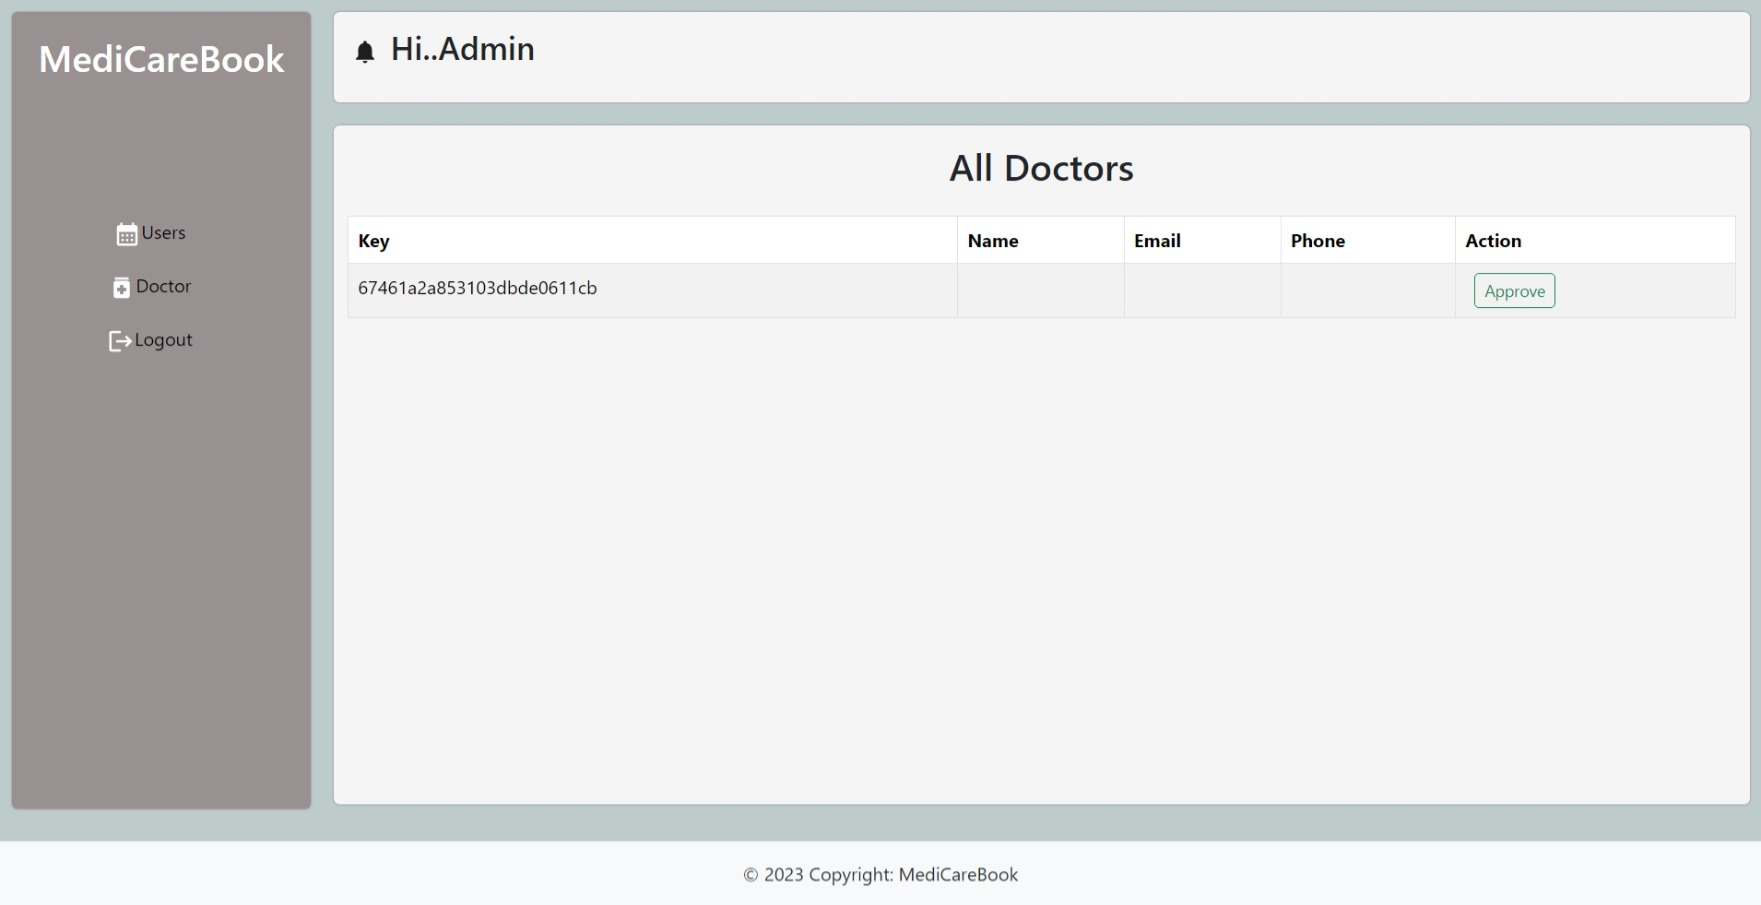 MediCareBook
Users
Doctor
Logout
Hi..Admin
All Doctors
Key Name Email Phone Action
67461a2a853103dbde0611cb Approve
© 2023 Copyright: MediCareBook